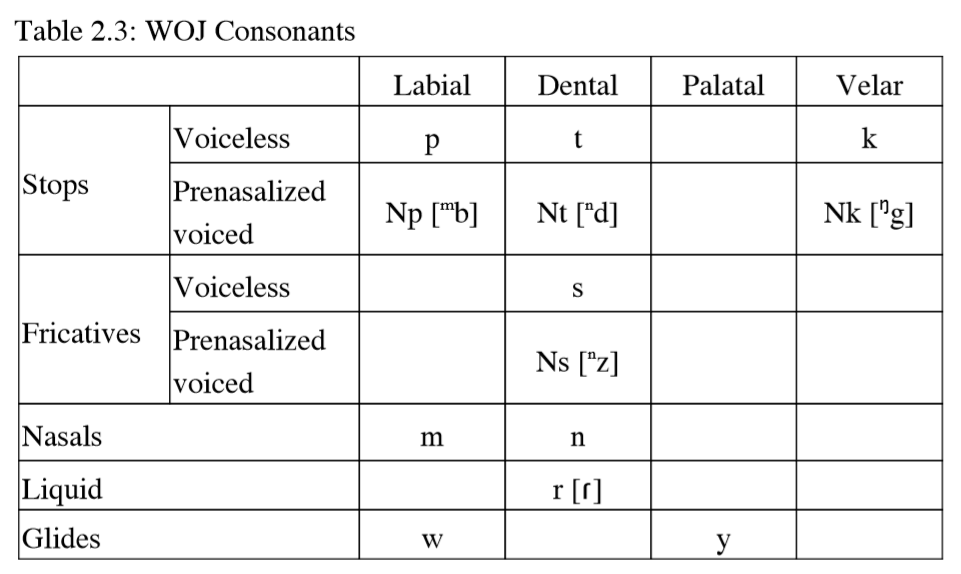 Table 2.3: WOJ Consonants
Labial Dental Palatal Velar
Stops Voiceless p t k
Prenasalized voiced Np [ᵐb] Nt [ⁿd] Nk [ᵑg]
Fricatives Voiceless s
Prenasalized voiced Ns [ⁿz]
Nasals m n
Liquid r [ɾ]
Glides w y